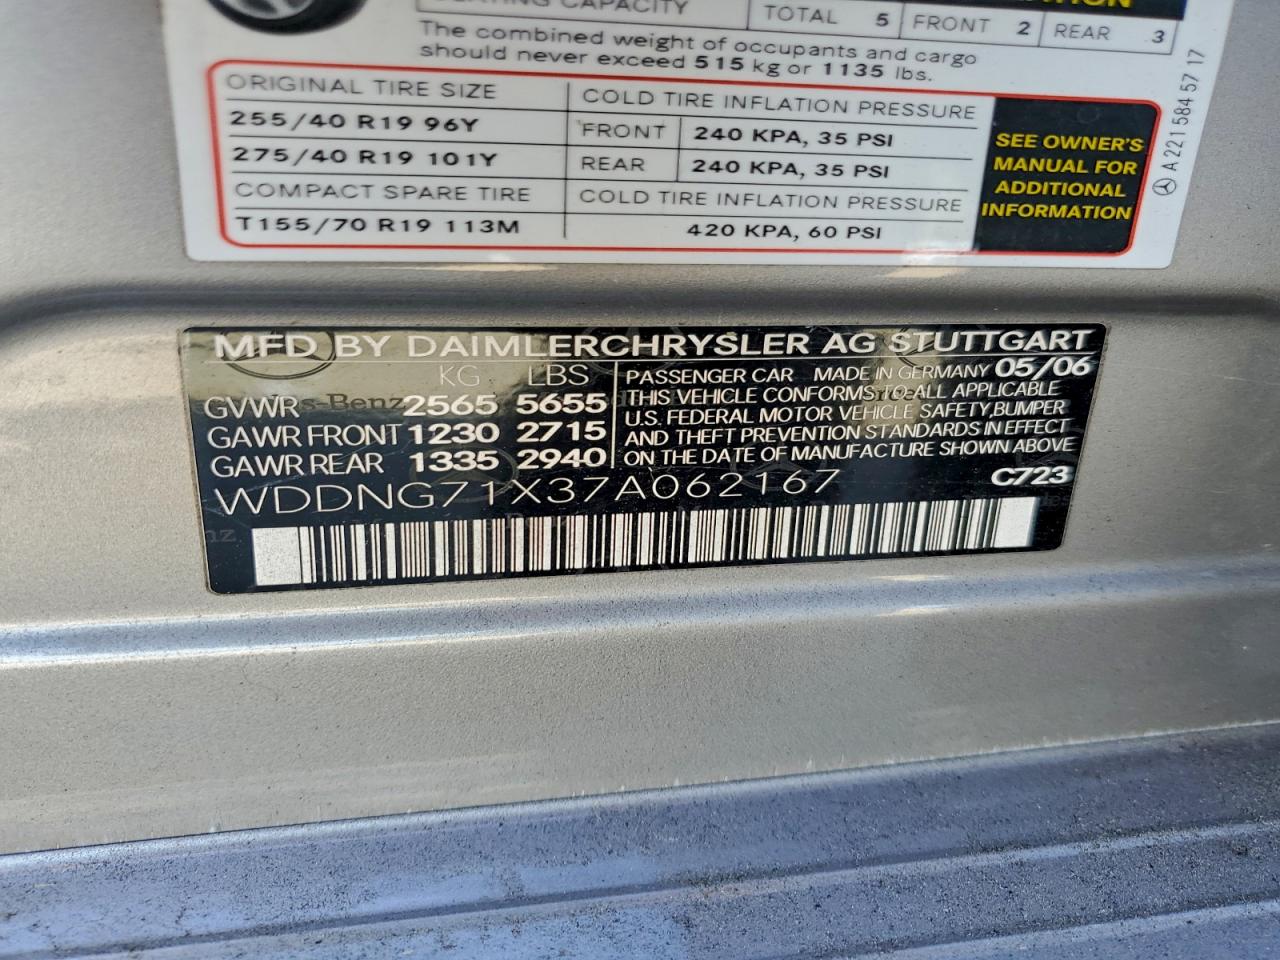 SEATING CAPACITY TOTAL 5 FRONT 2 REAR 3
The combined weight of occupants and cargo
should never exceed 515 kg or 1135 lbs.
ORIGINAL TIRE SIZE COLD TIRE INFLATION PRESSURE
255/40 R19 96Y FRONT 240 KPA, 35 PSI
275/40 R19 101Y REAR 240 KPA, 35 PSI
COMPACT SPARE TIRE COLD TIRE INFLATION PRESSURE
T155/70 R19 113M 420 KPA, 60 PSI
SEE OWNER'S
MANUAL FOR
ADDITIONAL
INFORMATION
A 221 584 57 17
MFD BY DAIMLERCHRYSLER AG STUTTGART
KG LBS
GVWR 2565 5655
GAWR FRONT 1230 2715
GAWR REAR 1335 2940
PASSENGER CAR MADE IN GERMANY 05/06
THIS VEHICLE CONFORMS TO ALL APPLICABLE
U.S. FEDERAL MOTOR VEHICLE SAFETY,BUMPER
AND THEFT PREVENTION STANDARDS IN EFFECT
ON THE DATE OF MANUFACTURE SHOWN ABOVE
WDDNG71X37A062167 C723